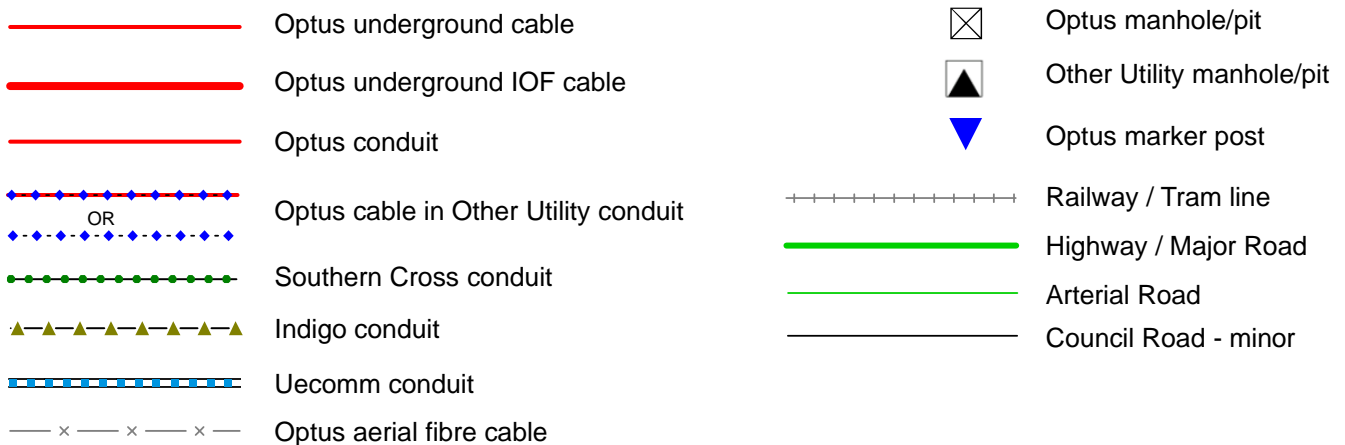 Optus underground cable
Optus underground IOF cable
Optus conduit
OR
Optus cable in Other Utility conduit
Southern Cross conduit
Indigo conduit
Uecomm conduit
Optus aerial fibre cable
Optus manhole/pit
Other Utility manhole/pit
Optus marker post
Railway / Tram line
Highway / Major Road
Arterial Road
Council Road - minor